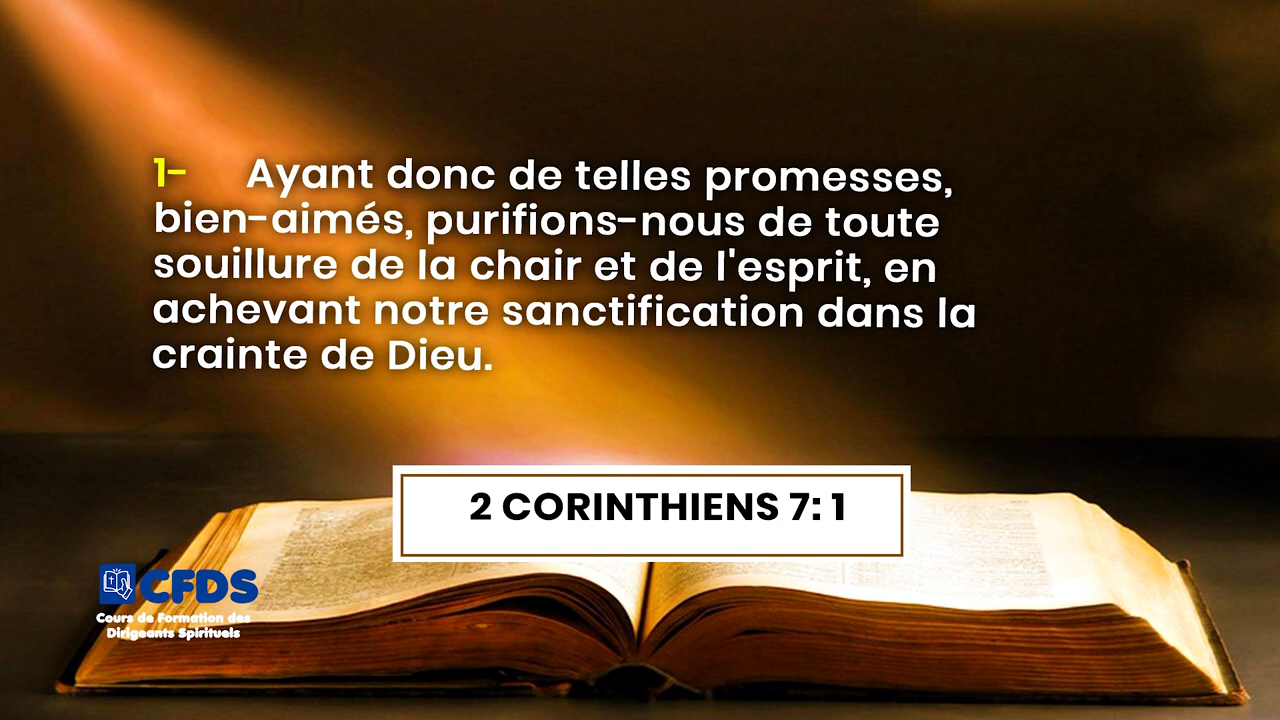 1- Ayant donc de telles promesses,
bien-aimés, purifions-nous de toute
souillure de la chair et de l'esprit, en
achevant notre sanctification dans la
crainte de Dieu.
2 CORINTHIENS 7: 1
CFDS
Cours de Formation des
Dirigeants Spirituels